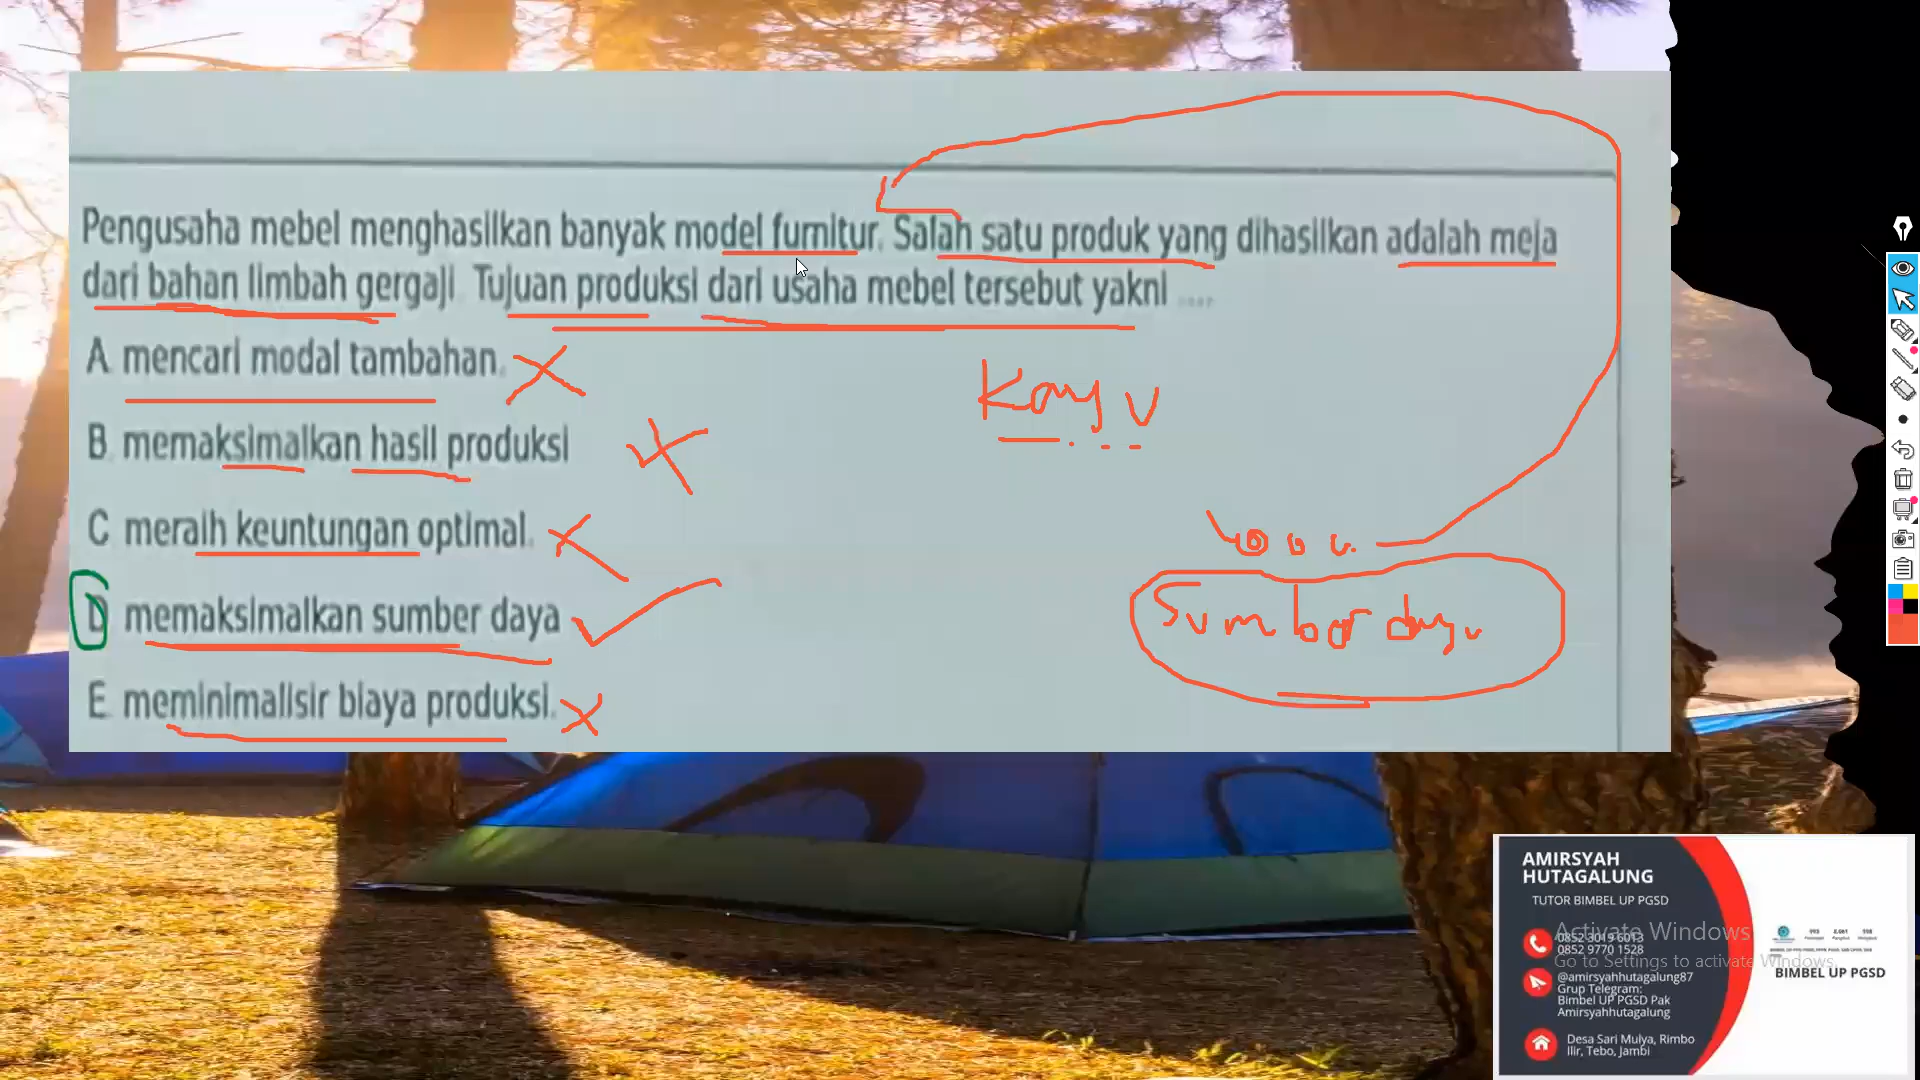 Pengusaha mebel menghasilkan banyak model furnitur. Salah satu produk yang dihasilkan adalah meja
dari bahan limbah gergaji. Tujuan produksi dari usaha mebel tersebut yakni ....
A. mencari modal tambahan.
Kayu
B. memaksimalkan hasil produksi
C. meraih keuntungan optimal.
D memaksimalkan sumber daya
Sumber daya
E. meminimalisir biaya produksi.
AMIRSYAH
HUTAGALUNG
TUTOR BIMBEL UP PGSD
0852 3019 6013
0852 9770 1528
@amirsyahhutagalung87
Grup Telegram:
Bimbel UP PGSD Pak
Amirsyahhutagalung
Desa Sari Mulya, Rimbo
Ilir, Tebo, Jambi
BIMBEL UP PGSD
Activate Windows
Go to Settings to activate Windows.